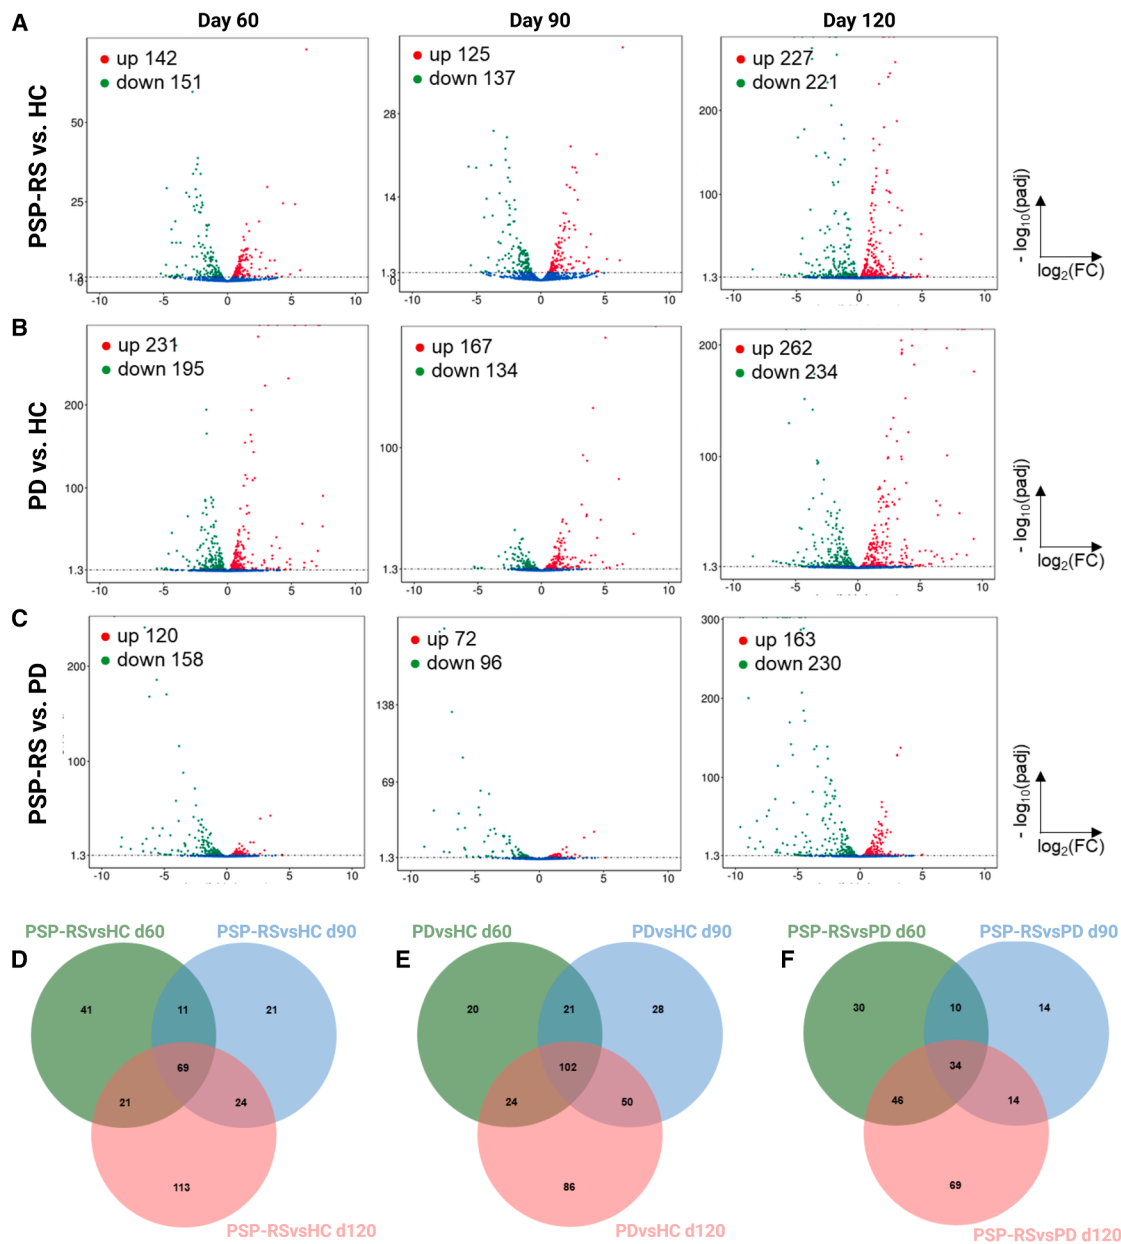 A
Day 60
Day 90
Day 120
PSP-RS vs. HC
up 142
down 151
50
25
1.3
0
-10
-5
0
5
10
up 125
down 137
28
14
1.3
0
-10
-5
0
5
10
up 227
down 221
200
100
1.3
-10
-5
0
5
10
- log10(padj)
log2(FC)
B
PD vs. HC
up 231
down 195
200
100
1.3
-10
-5
0
5
10
up 167
down 134
100
1.3
-10
-5
0
5
10
up 262
down 234
200
100
1.3
-10
-5
0
5
10
- log10(padj)
log2(FC)
C
PSP-RS vs. PD
up 120
down 158
200
100
1.3
-10
-5
0
5
10
up 72
down 96
138
69
1.3
-10
-5
0
5
10
up 163
down 230
300
200
100
1.3
-10
-5
0
5
10
- log10(padj)
log2(FC)
D
PSP-RSvsHC d60
PSP-RSvsHC d90
41
11
21
69
21
24
113
PSP-RSvsHC d120
E
PDvsHC d60
PDvsHC d90
20
21
28
102
24
50
86
PDvsHC d120
F
PSP-RSvsPD d60
PSP-RSvsPD d90
30
10
14
34
46
14
69
PSP-RSvsPD d120